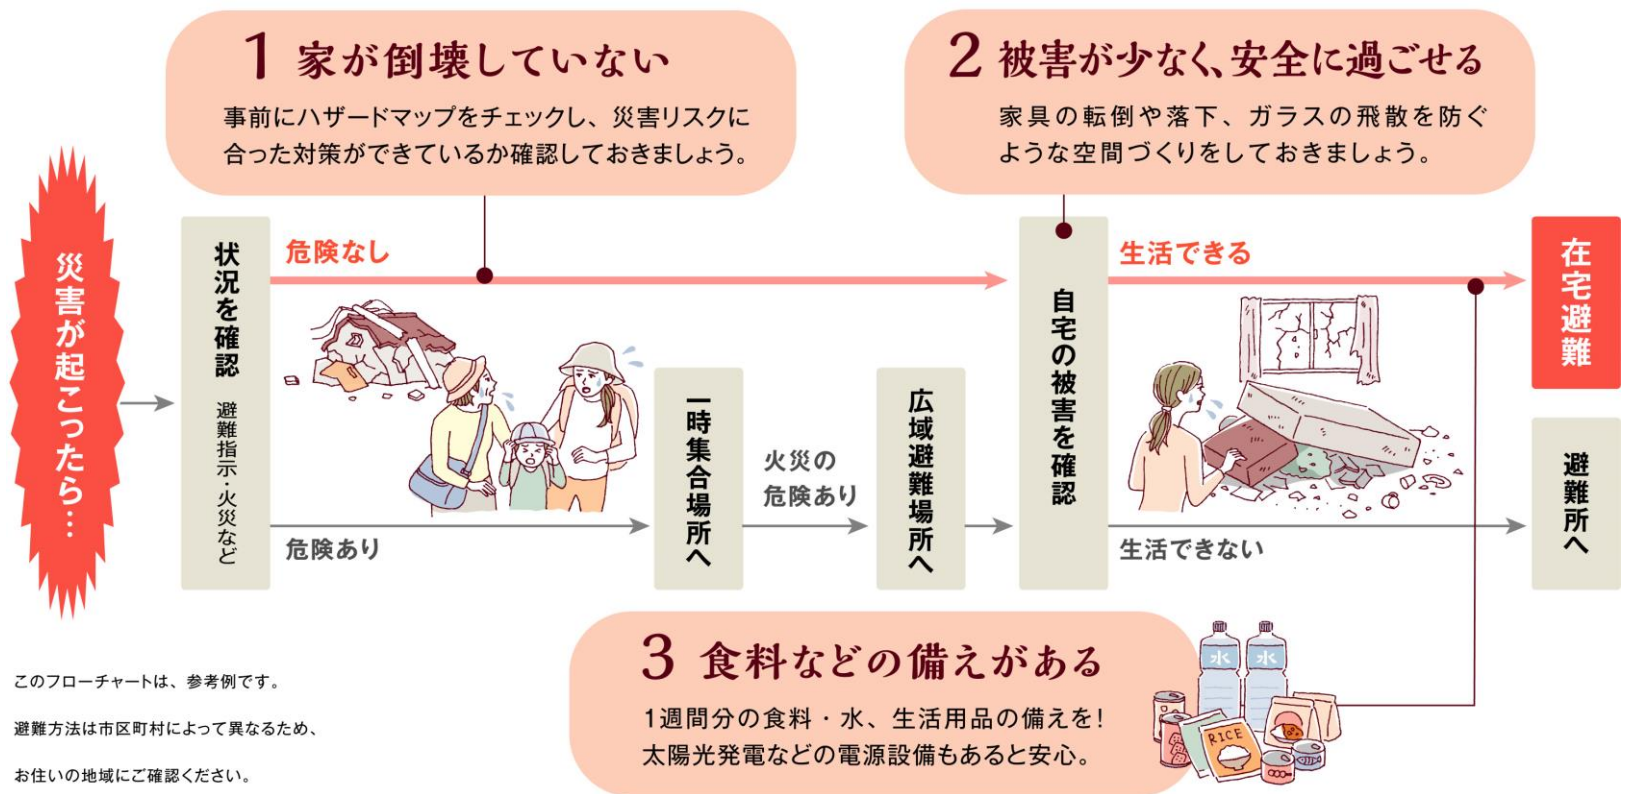 1 家が倒壊していない
事前にハザードマップをチェックし、災害リスクに
合った対策ができているか確認しておきましょう。
2 被害が少なく、安全に過ごせる
家具の転倒や落下、ガラスの飛散を防ぐ
ような空間づくりをしておきましょう。
災害が起こったら…
状況を確認 避難指示・火災など
危険なし
危険あり
一時集合場所へ
火災の
危険あり
広域避難場所へ
自宅の被害を確認
生活できる
生活できない
在宅避難
避難所へ
3 食料などの備えがある
1週間分の食料・水、生活用品の備えを!
太陽光発電などの電源設備もあると安心。
水
水
RICE
このフローチャートは、参考例です。
避難方法は市区町村によって異なるため、
お住いの地域にご確認ください。